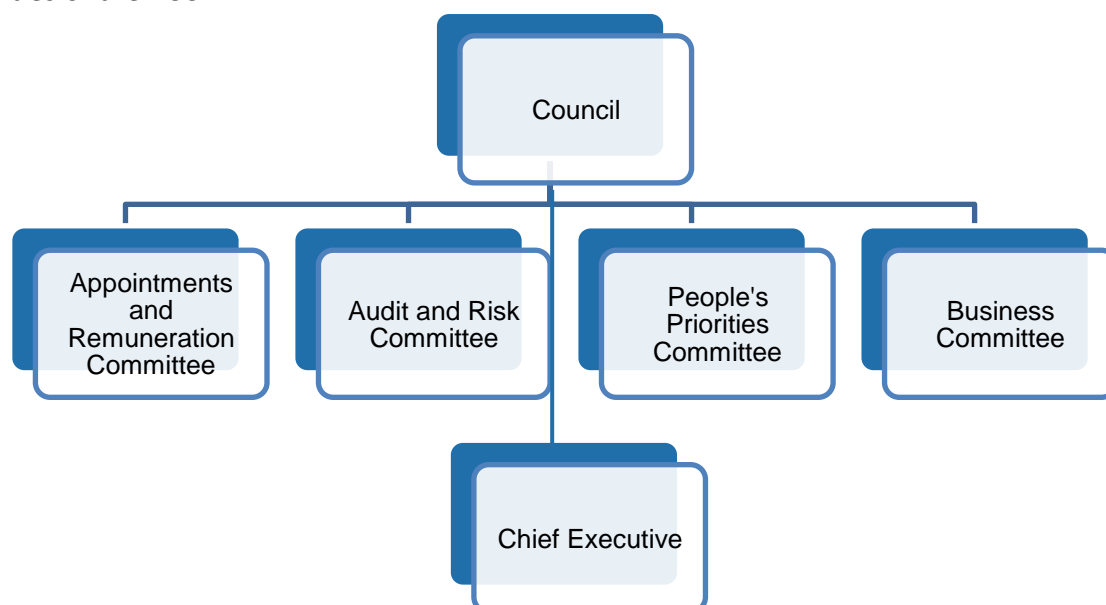 Council
Appointments
and
Remuneration
Committee
Audit and Risk
Committee
People's
Priorities
Committee
Business
Committee
Chief Executive